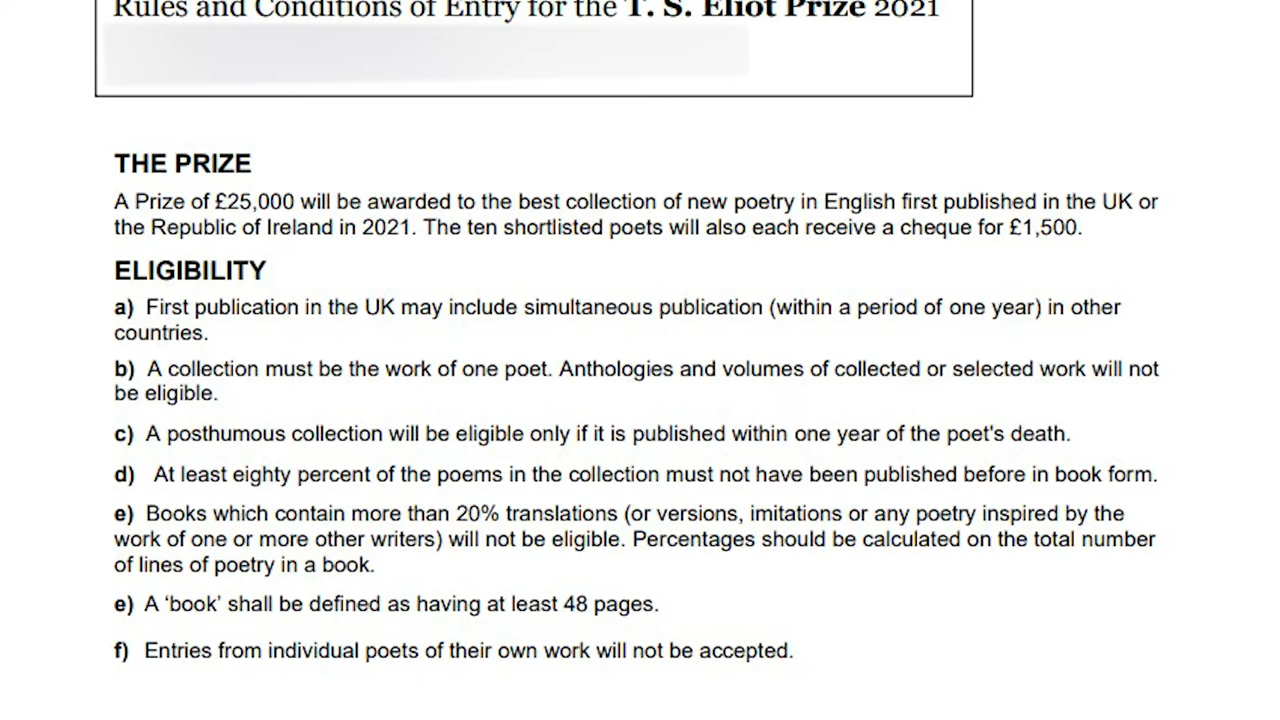 Rules and Conditions of Entry for the T. S. Eliot Prize 2021
THE PRIZE
A Prize of £25,000 will be awarded to the best collection of new poetry in English first published in the UK or
the Republic of Ireland in 2021. The ten shortlisted poets will also each receive a cheque for £1,500.
ELIGIBILITY
a) First publication in the UK may include simultaneous publication (within a period of one year) in other
countries.
b) A collection must be the work of one poet. Anthologies and volumes of collected or selected work will not
be eligible.
c) A posthumous collection will be eligible only if it is published within one year of the poet's death.
d) At least eighty percent of the poems in the collection must not have been published before in book form.
e) Books which contain more than 20% translations (or versions, imitations or any poetry inspired by the
work of one or more other writers) will not be eligible. Percentages should be calculated on the total number
of lines of poetry in a book.
e) A ‘book’ shall be defined as having at least 48 pages.
f) Entries from individual poets of their own work will not be accepted.